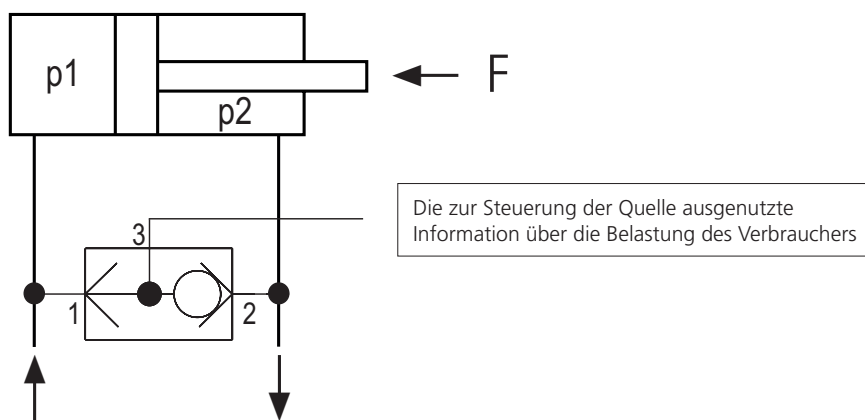 p1
F
p2
Die zur Steuerung der Quelle ausgenutzte
Information über die Belastung des Verbrauchers
3
1
2